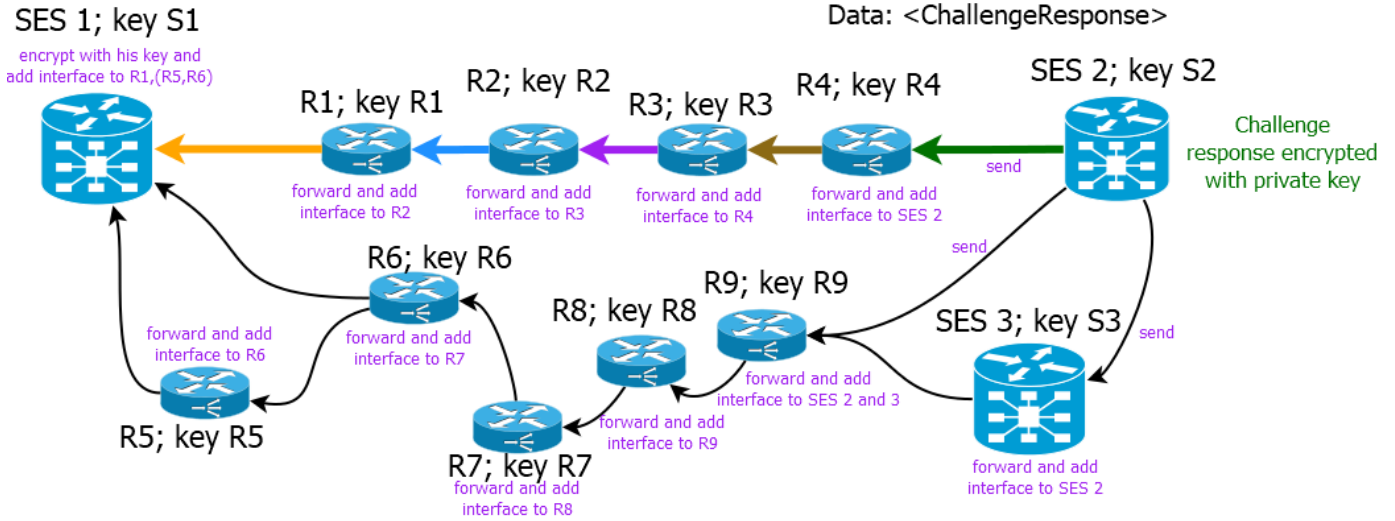 SES 1; key S1
encrypt with his key and
add interface to R1,(R5,R6)
Data: <ChallengeResponse>
R1; key R1
R2; key R2
R3; key R3
R4; key R4
SES 2; key S2
Challenge
response encrypted
with private key
send
forward and add
interface to R2
forward and add
interface to R3
forward and add
interface to R4
forward and add
interface to SES 2
send
R6; key R6
forward and add
interface to R7
R9; key R9
R8; key R8
SES 3; key S3
send
forward and add
interface to R6
forward and add
interface to SES 2 and 3
R5; key R5
forward and add
interface to R9
R7; key R7
forward and add
interface to R8
forward and add
interface to SES 2